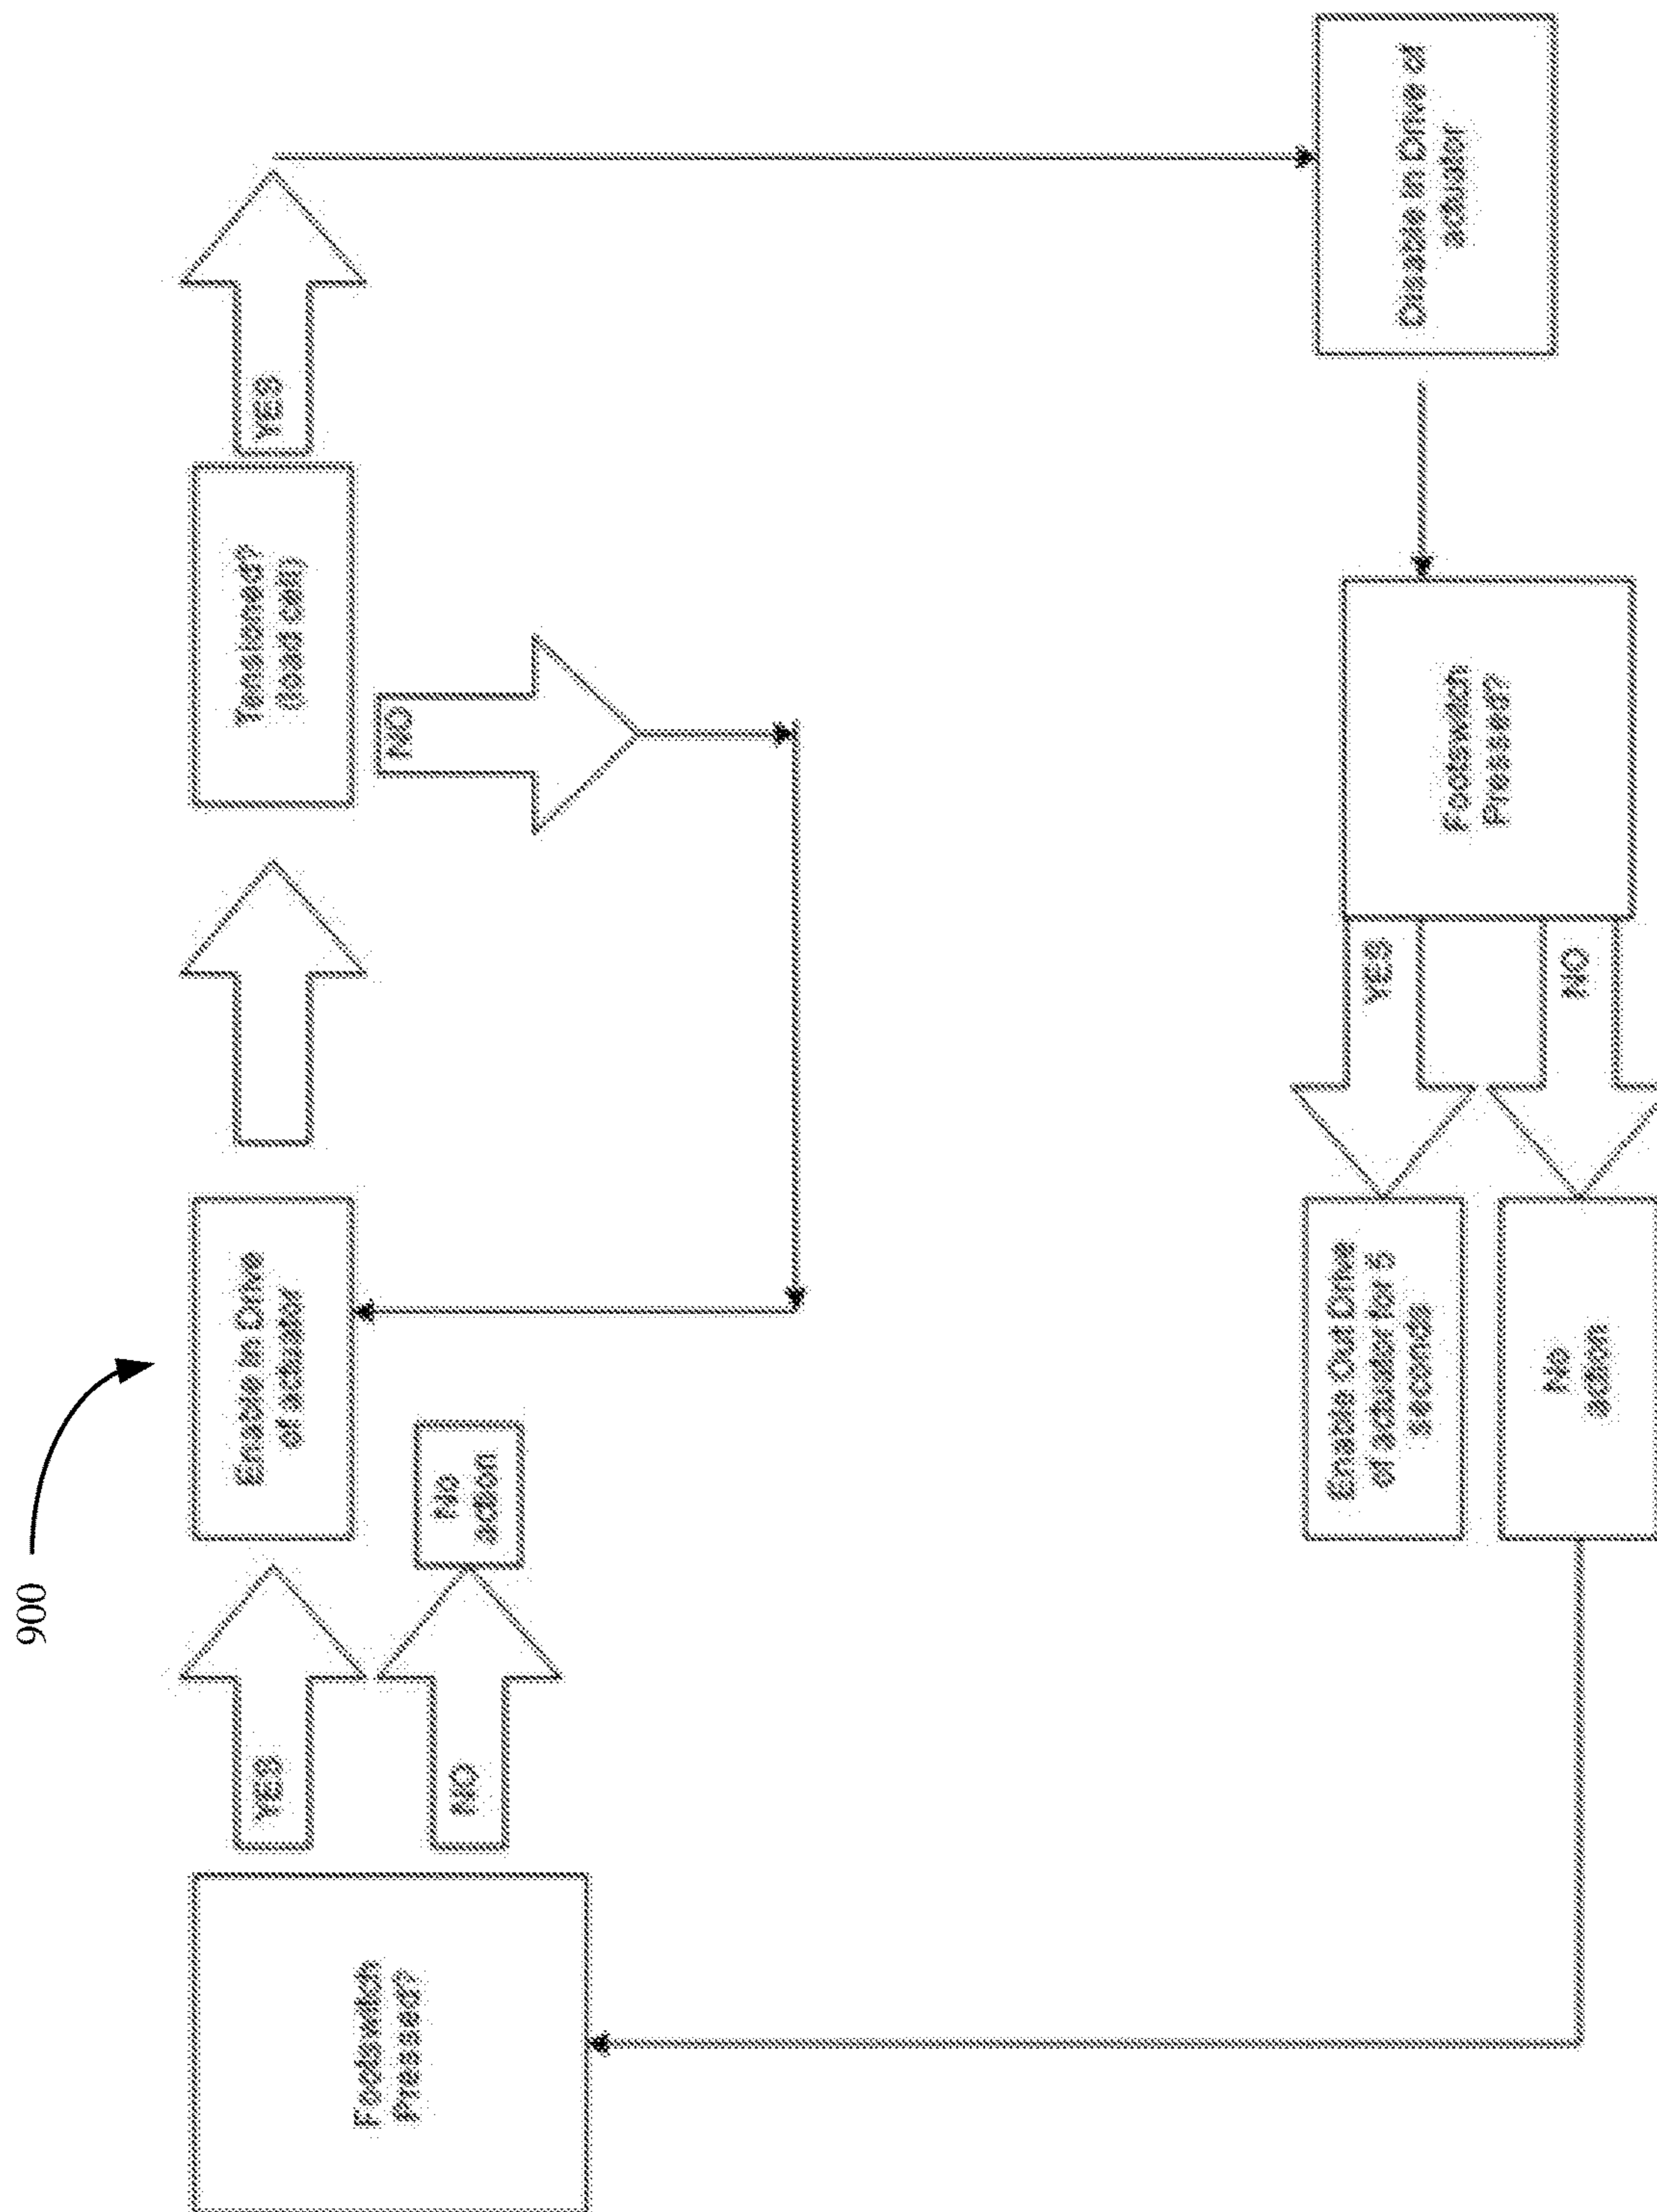 900
Footswitch
Pressed?
YES
NO
Enable In Drive
of actuator
No
action
Tensioned?
(load cell)
YES
NO
Disable In Drive of
actuator
Footswitch
Pressed?
YES
NO
Enable Out Drive
of actuator for 5
seconds
No
action